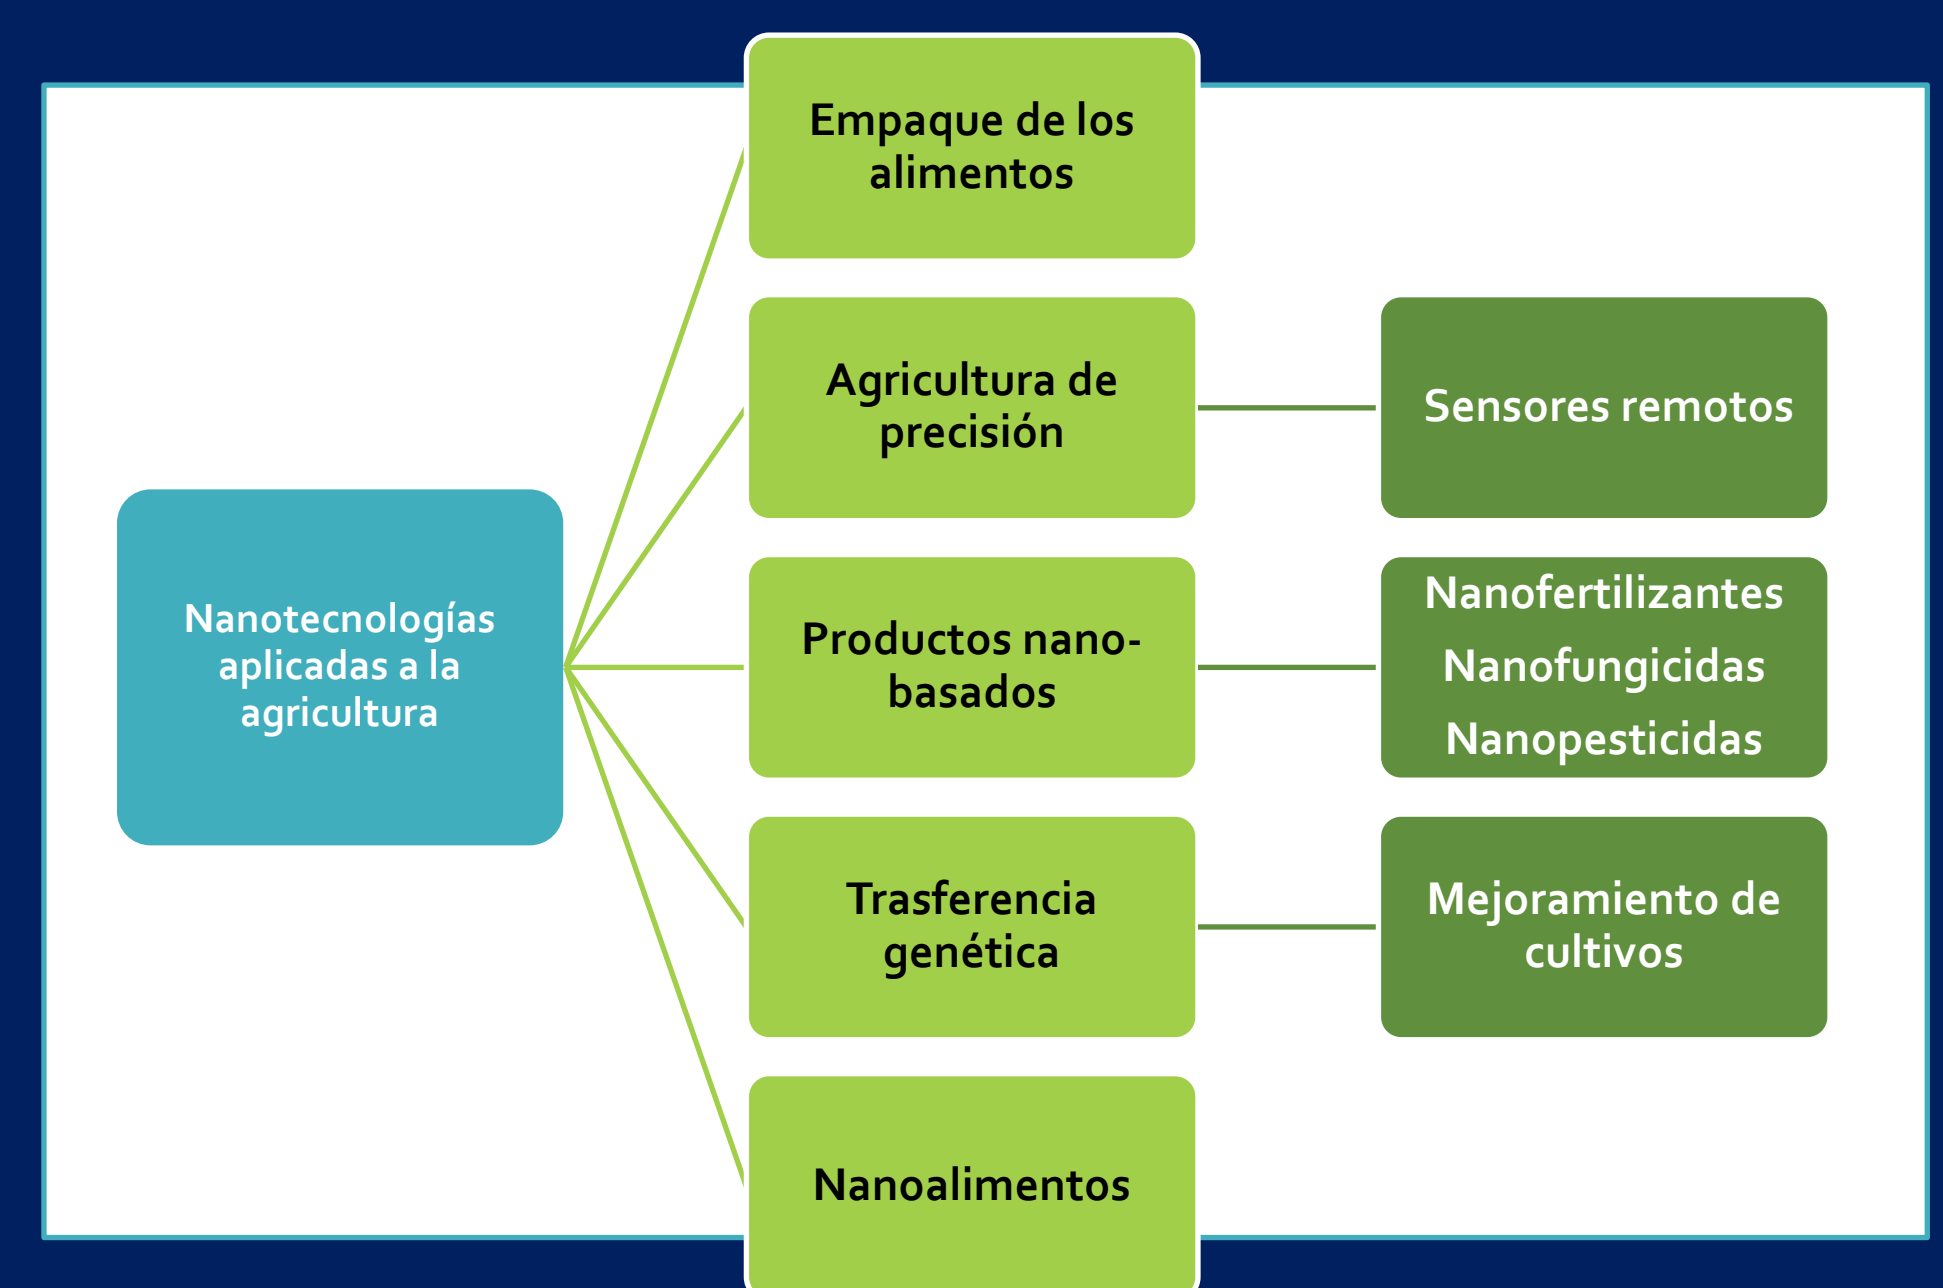 Empaque de los
alimentos
Agricultura de
precisión
Sensores remotos
Nanotecnologías
aplicadas a la
agricultura
Productos nano-
basados
Nanofertilizantes
Nanofungicidas
Nanopesticidas
Trasferencia
genética
Mejoramiento de
cultivos
Nanoalimentos